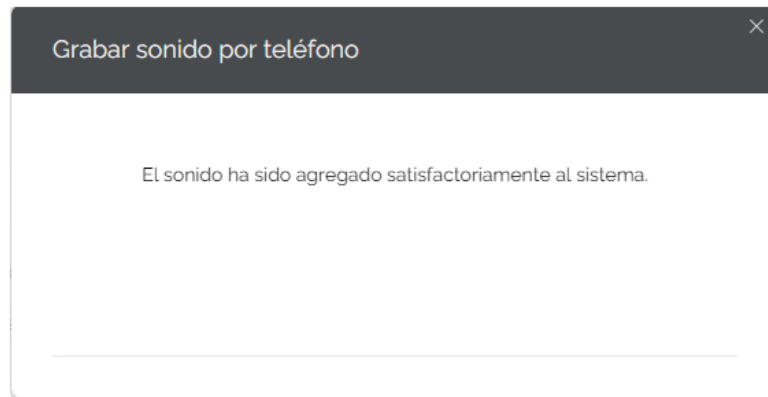 Grabar sonido por teléfono
El sonido ha sido agregado satisfactoriamente al sistema.